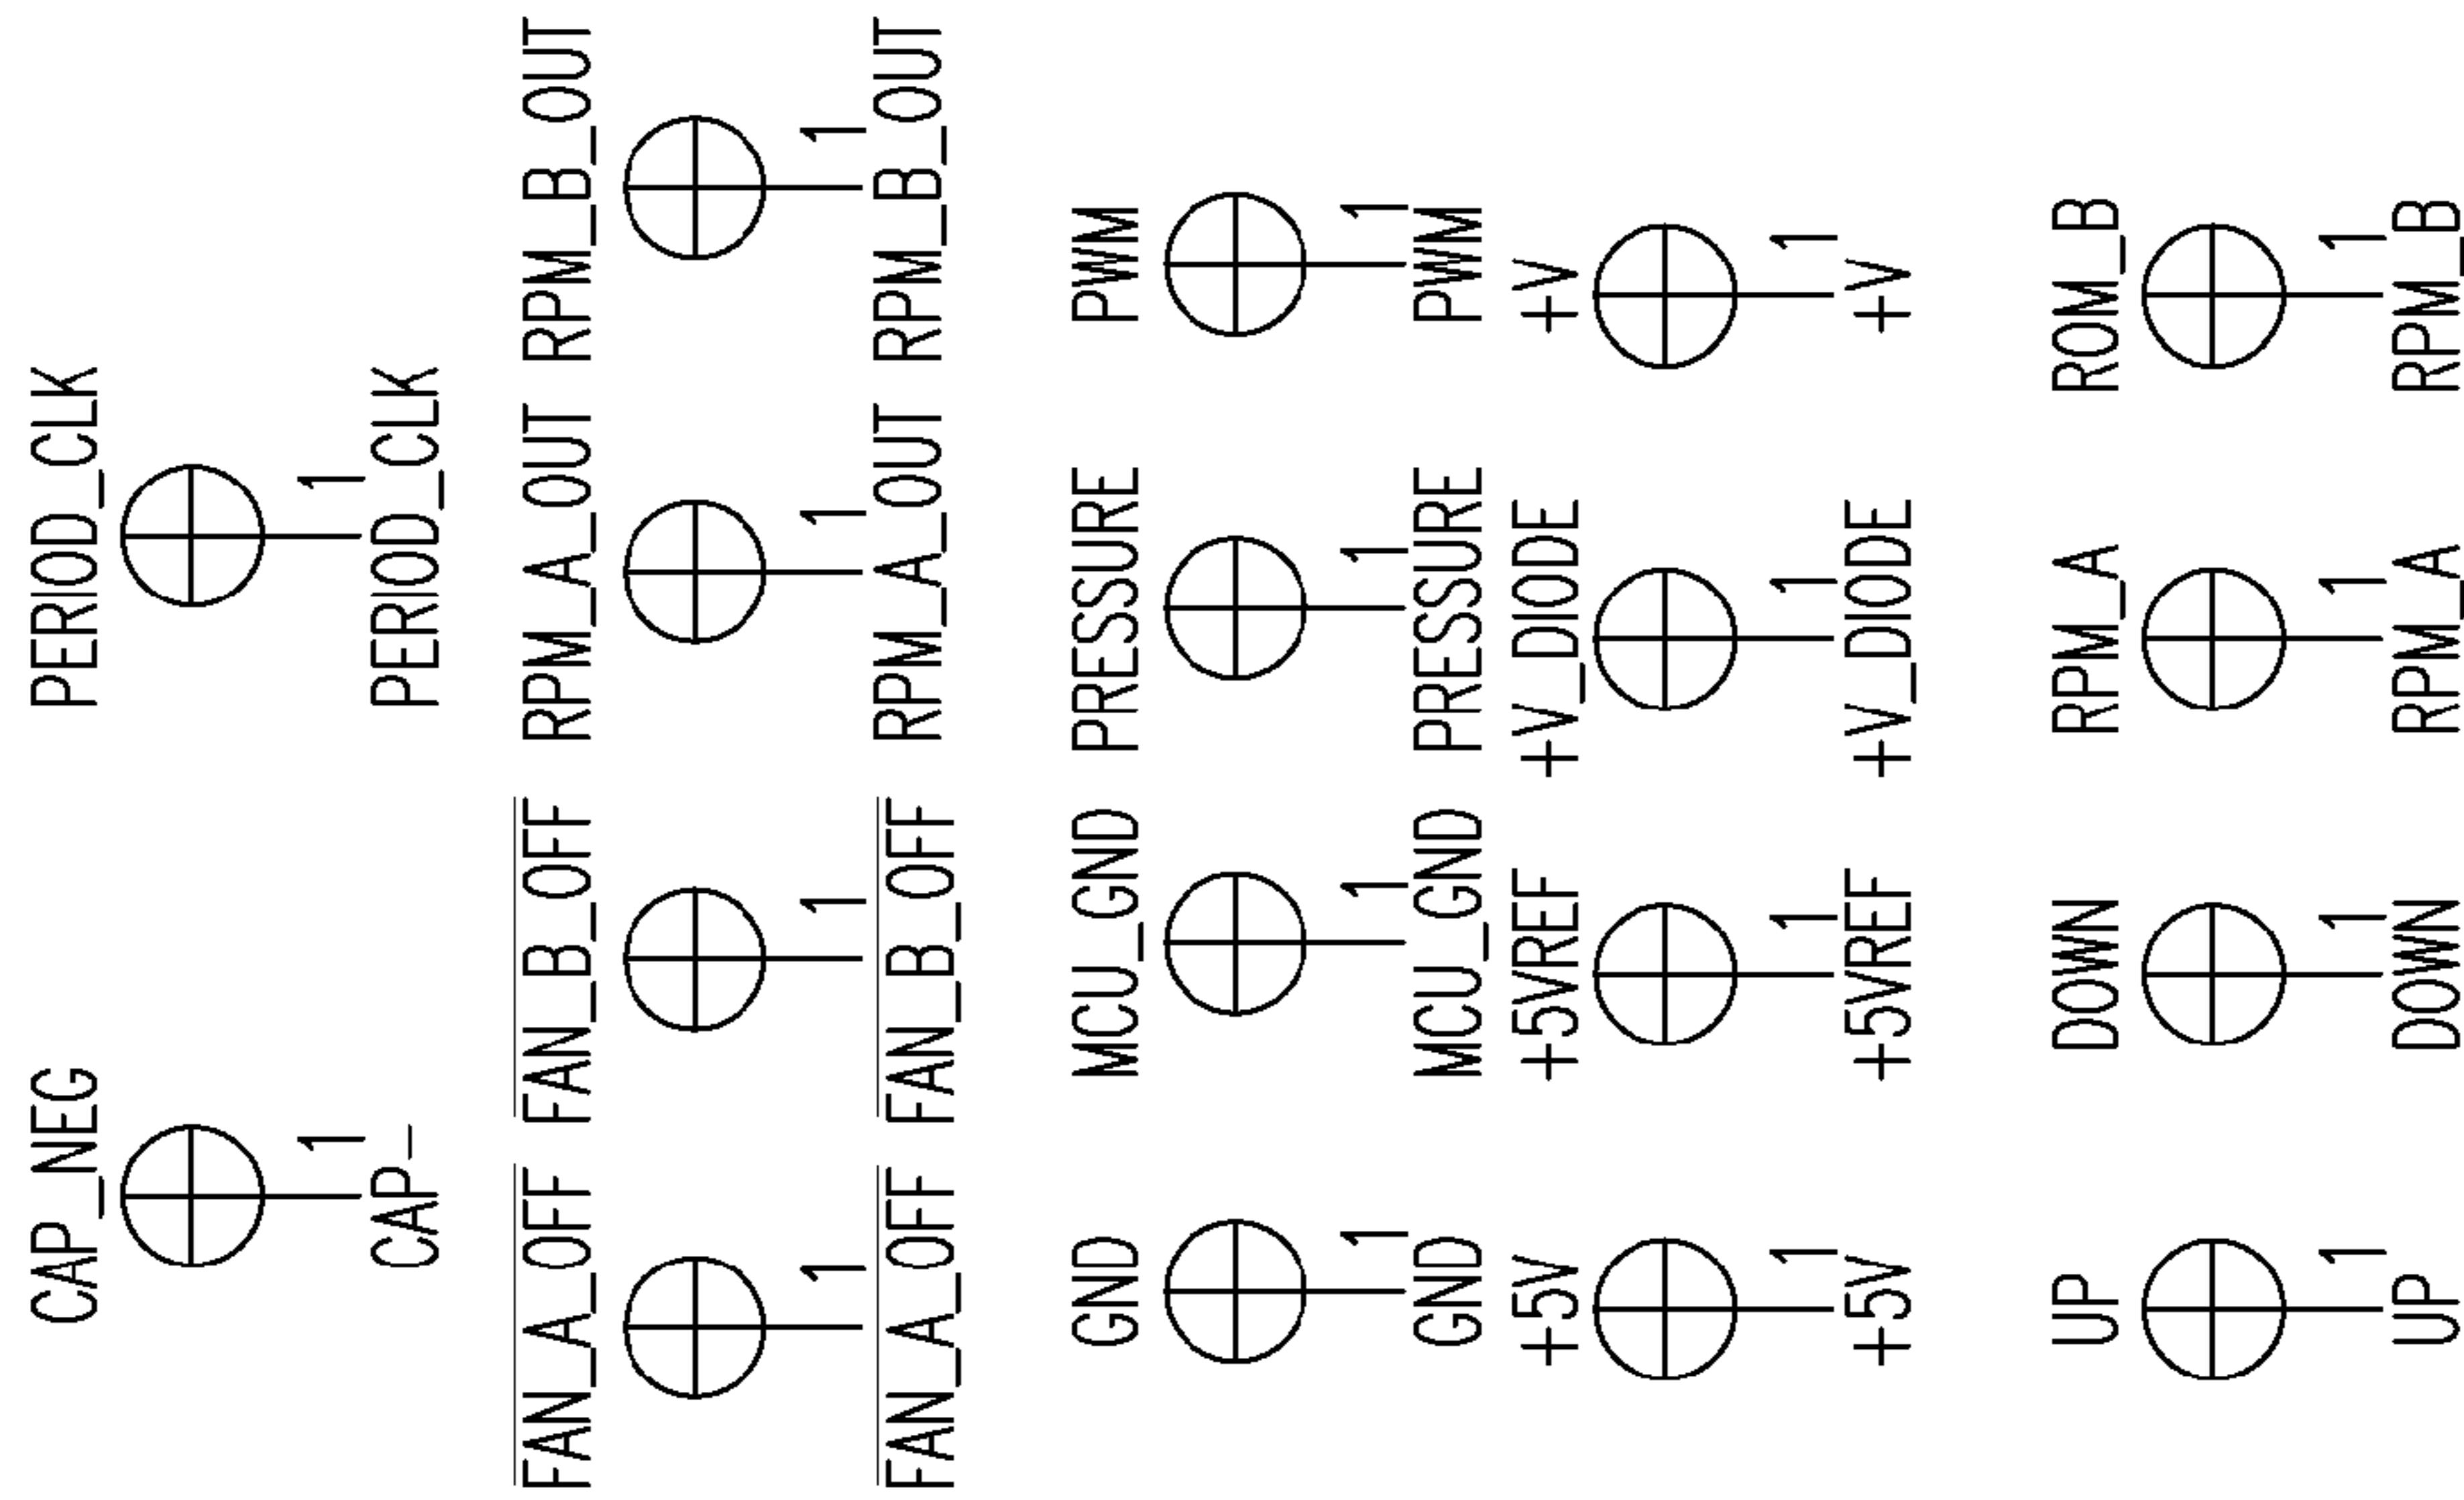 CAP_NEG PERIOD_CLK
1 1
CAP- PERIOD_CLK
FAN_A_OFF FAN_B_OFF RPM_A_OUT RPM_B_OUT
1 1 1 1
FAN_A_OFF FAN_B_OFF RPM_A_OUT RPM_B_OUT
GND MCU_GND PRESSURE PWM
1 1 1 1
GND MCU_GND PRESSURE PWM
+5V +5VREF +V_DIODE +V
1 1 1 1
+5V +5VREF +V_DIODE +V
UP DOWN RPM_A ROM_B
1 1 1 1
UP DOWN RPM_A RPM_B